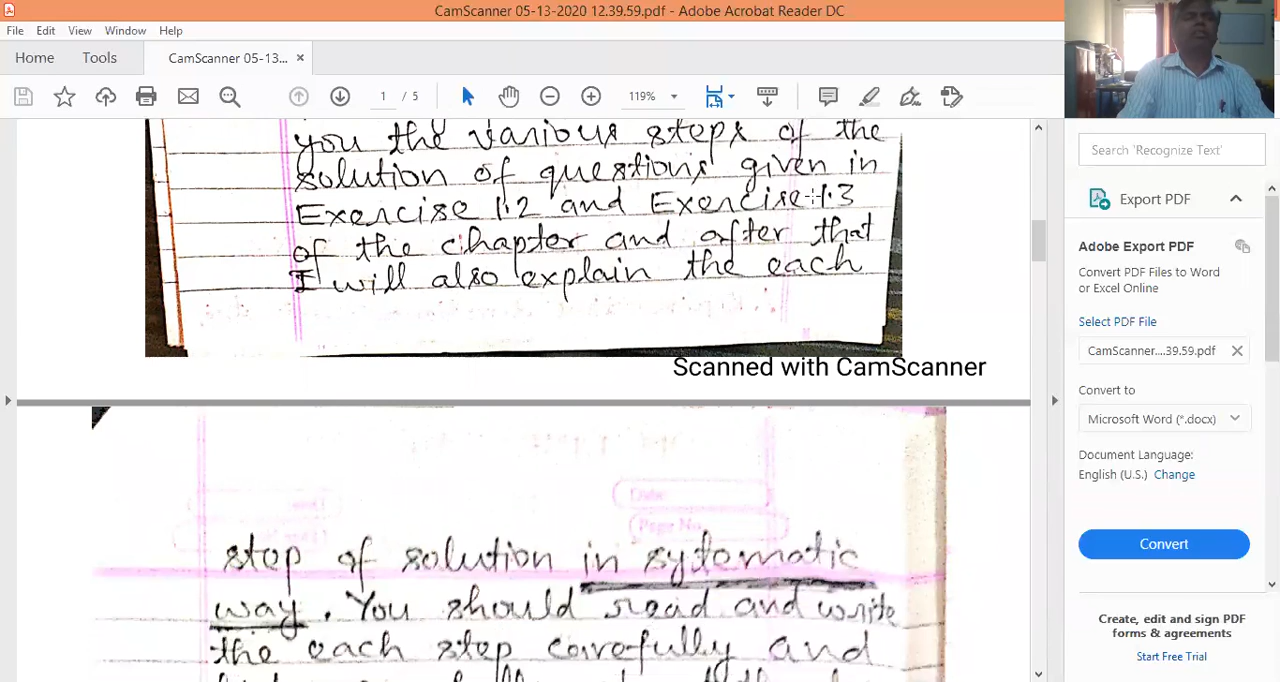 CamScanner 05-13-2020 12.39.59.pdf - Adobe Acrobat Reader DC
File Edit View Window Help
Home Tools CamScanner 05-13... ×
1 / 5 119%
Search 'Recognize Text'
Export PDF
Adobe Export PDF
Convert PDF Files to Word
or Excel Online
Select PDF File
CamScanner....39.59.pdf
Convert to
Microsoft Word (*.docx)
Document Language:
English (U.S.) Change
Convert
Create, edit and sign PDF
forms & agreements
Start Free Trial
you the various steps of the
solution of questions given in
Exercise 1.2 and Exercise 1.3
of the chapter and after that
I will also explain the each
Scanned with CamScanner
Date
Page No.
step of solution in systematic
way. You should read and write
the each step carefully and